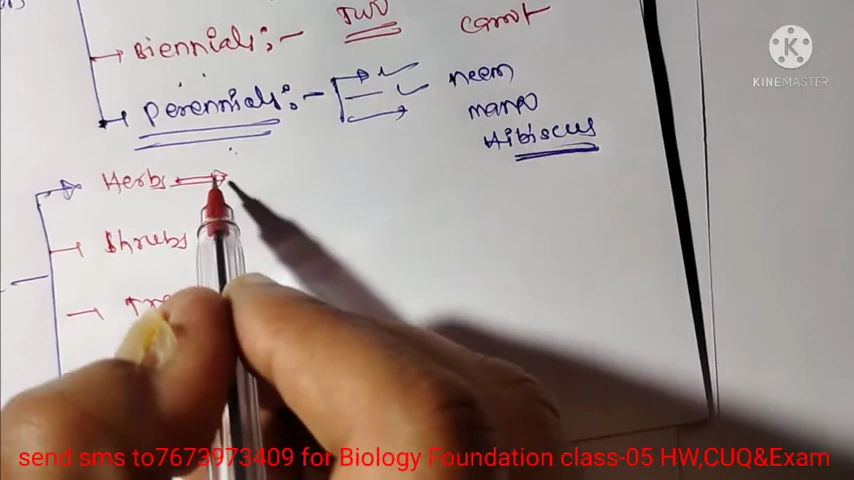 Biennials:- Two Carrot
KINEMASTER
Perennials:- neem
mango
Hibiscus
Herbs
Shrubs
send sms to7673973409 for Biology Foundation class-05 HW,CUQ&Exam